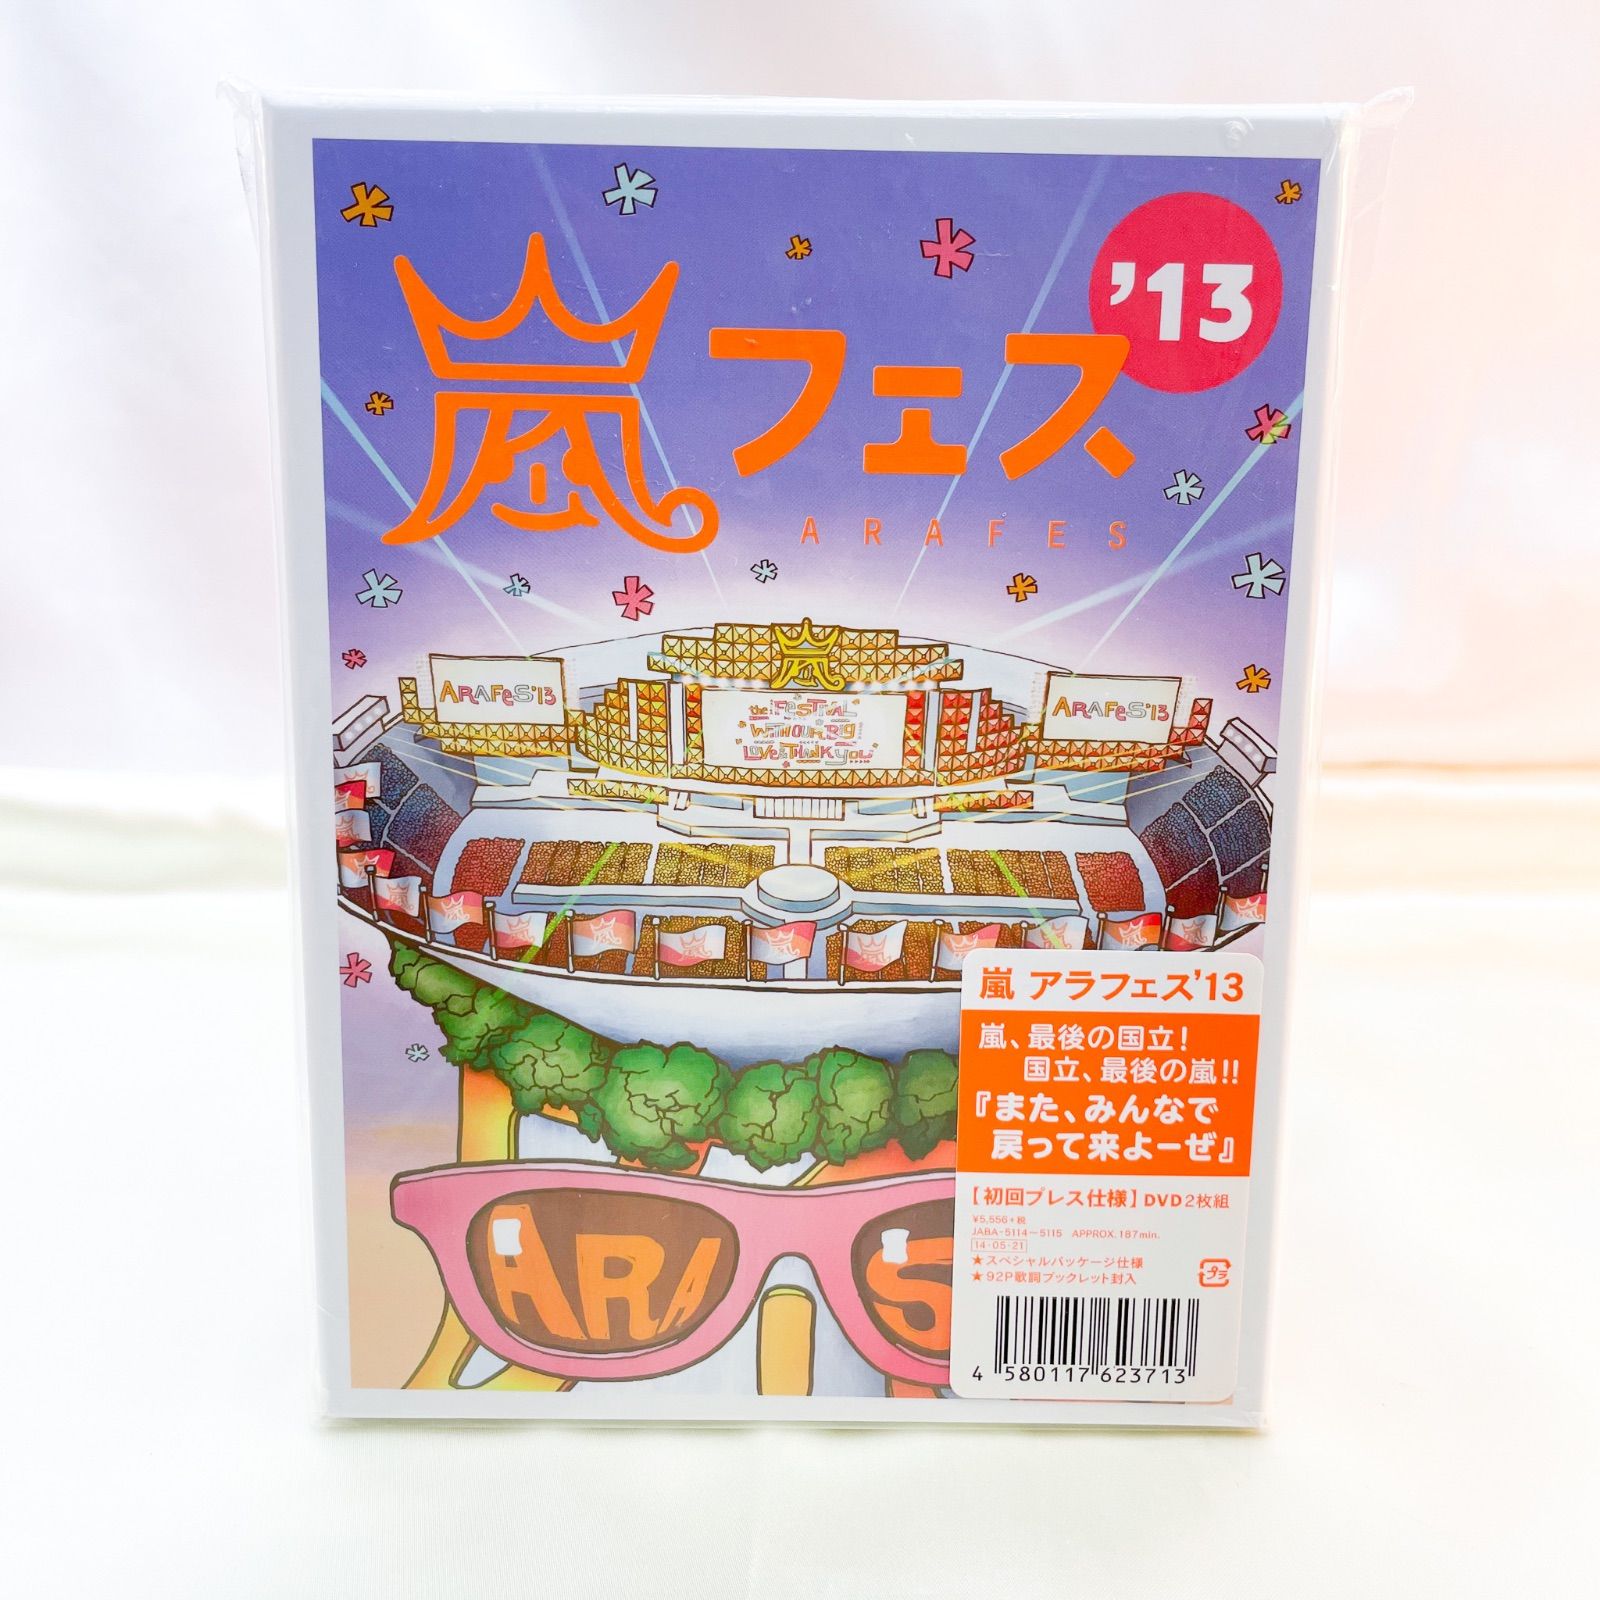 '13
嵐フェス
ARAFES
ARAFeS'13
the FeSTiVAL
WiTH OUR BiG
LOVe & THANK yOU
ARAFeS'13
ARA
S
嵐 アラフェス'13
嵐、最後の国立!
国立、最後の嵐!!
『また、みんなで
戻って来よーぜ』
【初回プレス仕様】DVD2枚組
¥5,556+税
JABA-5114~5115 APPROX.187min.
14・05・21
★スペシャルパッケージ仕様
★92P歌詞ブックレット封入
プラ
4 580117 623713